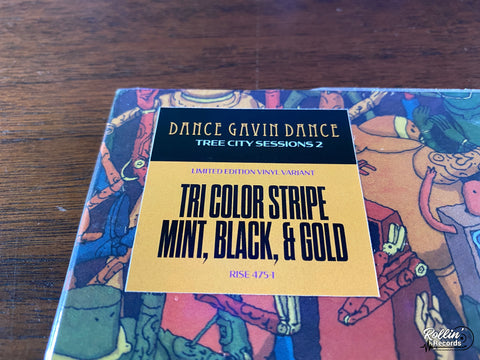 DANCE GAVIN DANCE
TREE CITY SESSIONS 2
LIMITED EDITION VINYL VARIANT
TRI COLOR STRIPE
MINT, BLACK, & GOLD
RISE 475-1
Rollin'
Records